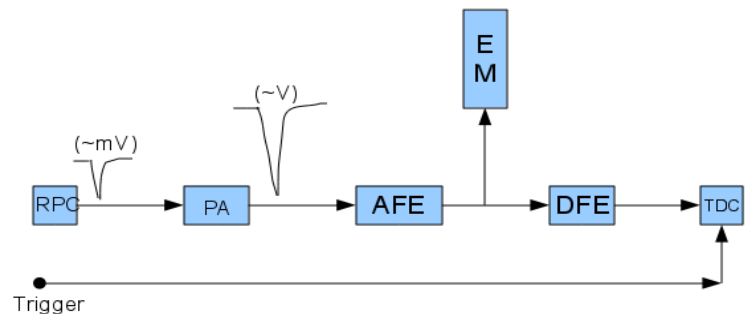 E
M
(~V)
(~mV)
RPC
PA
AFE
DFE
TDC
Trigger